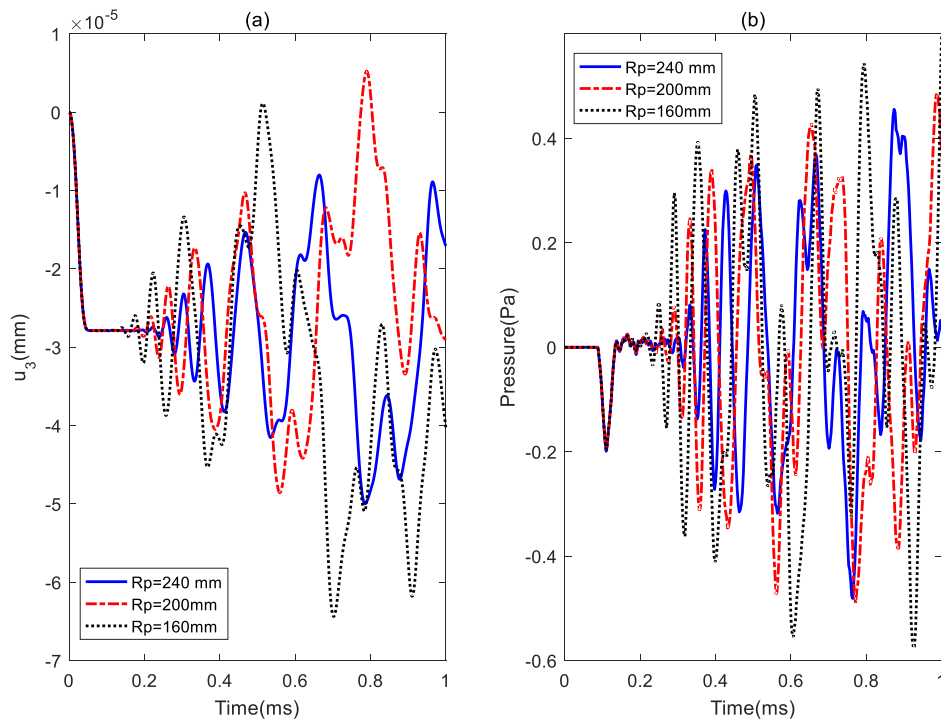 (a)
×10⁻⁵
1
0
-1
-2
-3
-4
-5
-6
-7
0
0.2
0.4
0.6
0.8
1
u₃(mm)
Time(ms)
Rp=240 mm
Rp=200mm
Rp=160mm
(b)
0.4
0.2
0
-0.2
-0.4
-0.6
0
0.2
0.4
0.6
0.8
1
Pressure(Pa)
Time(ms)
Rp=240 mm
Rp=200mm
Rp=160mm